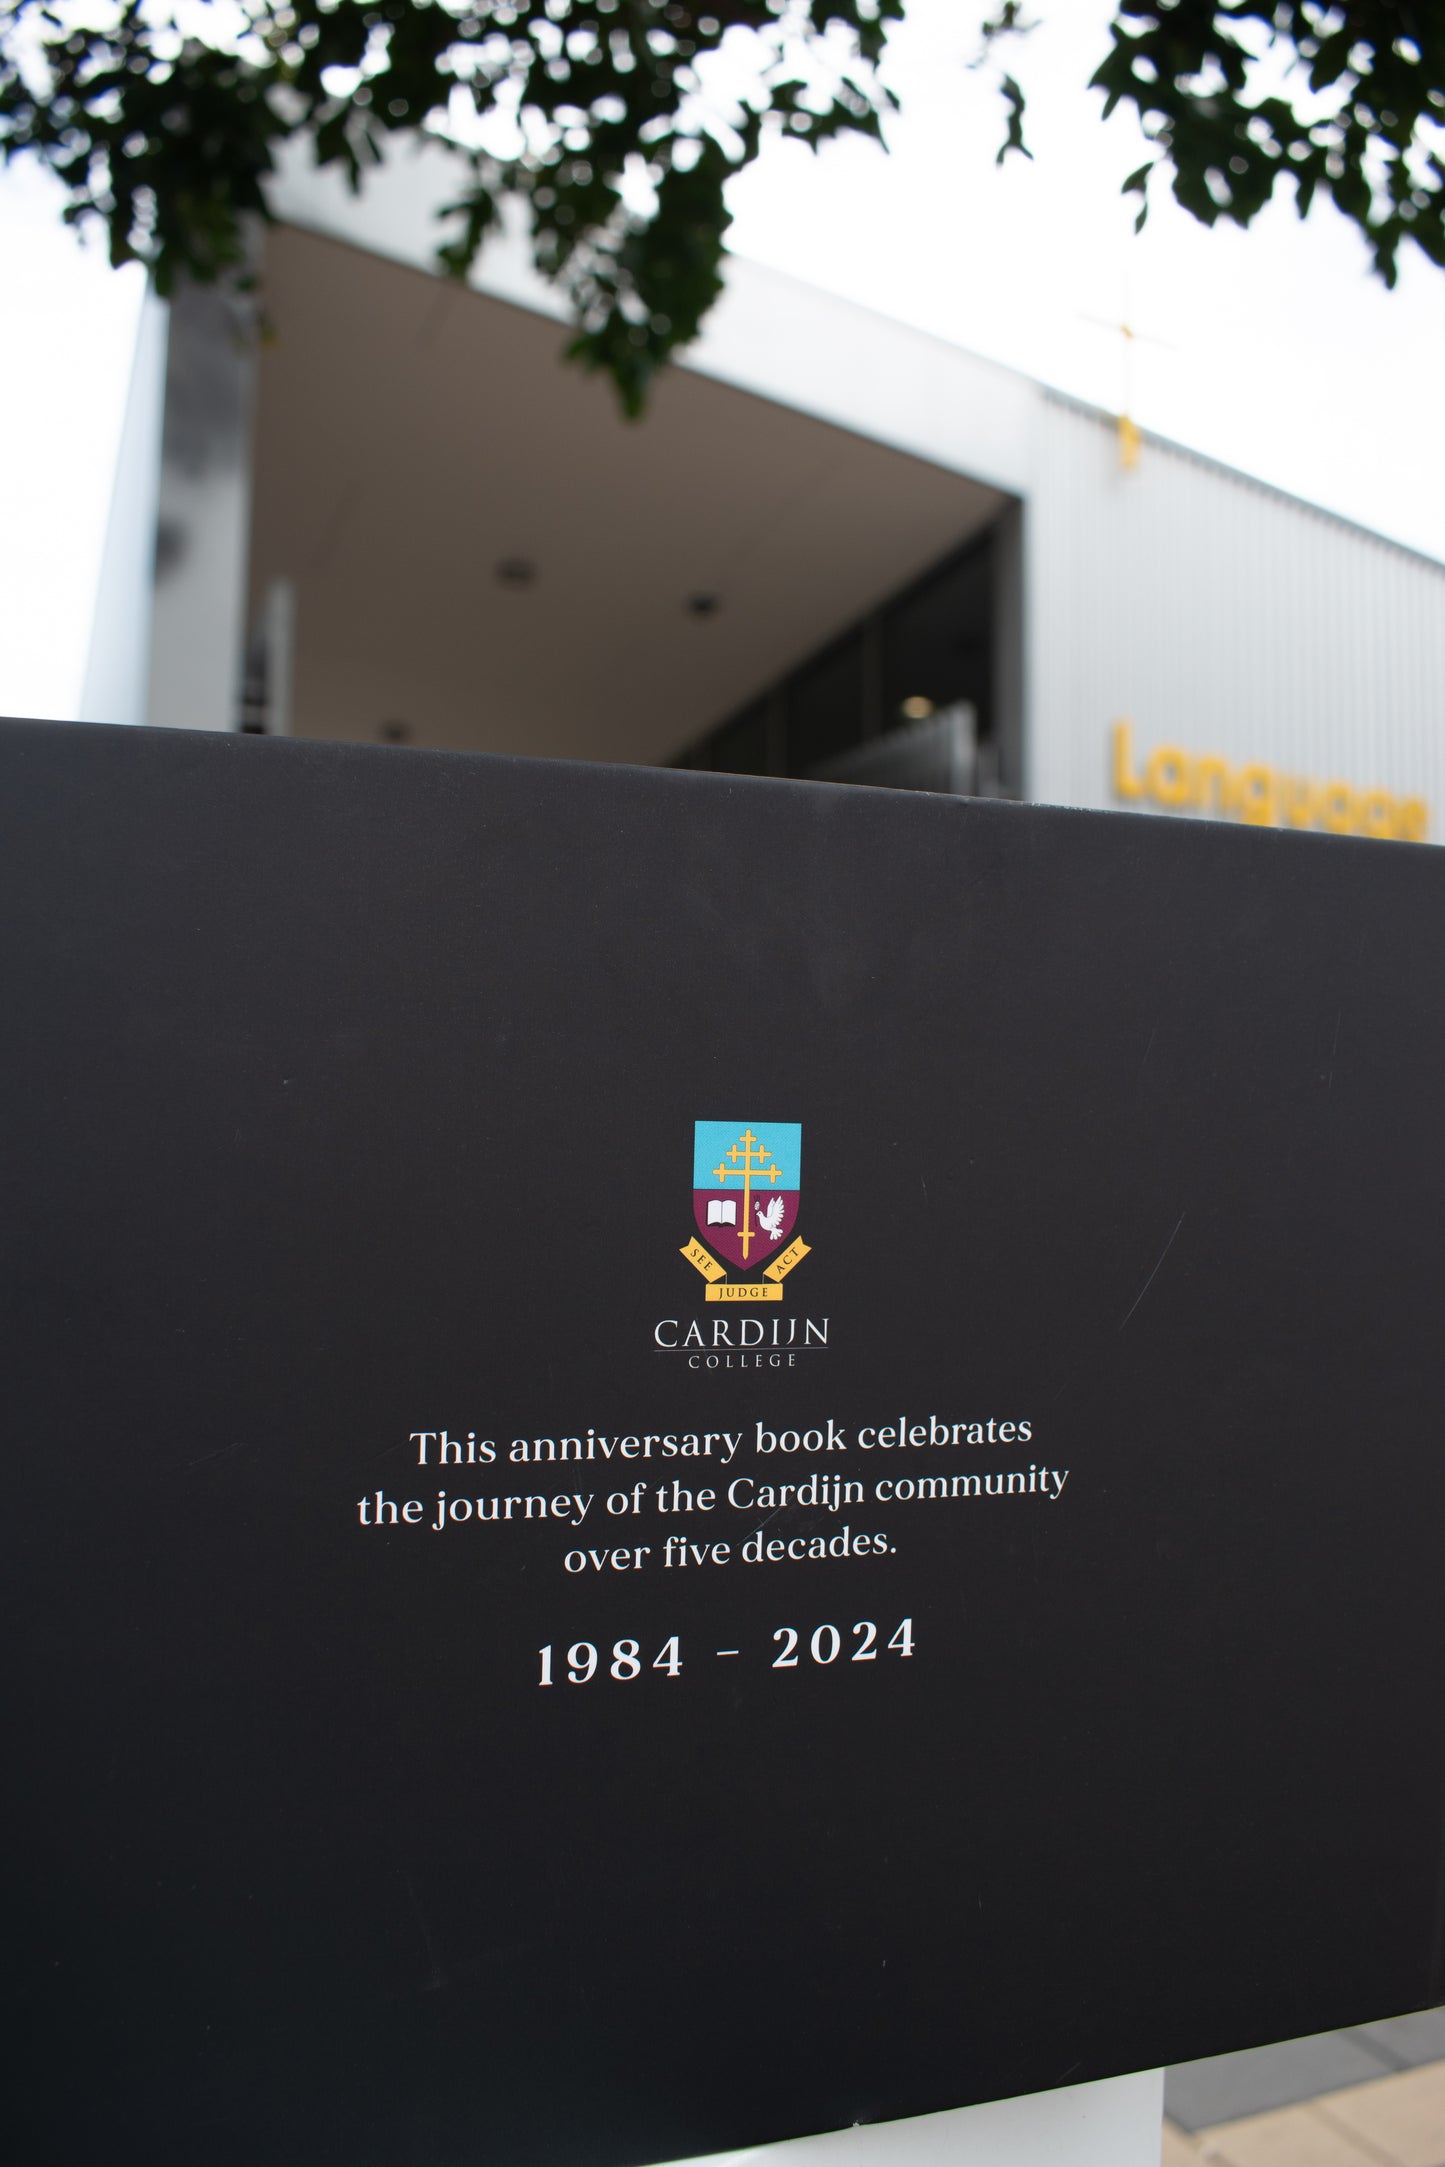 Language
SEE
JUDGE
ACT
CARDIJN
COLLEGE
This anniversary book celebrates
the journey of the Cardijn community
over five decades.
1984 – 2024